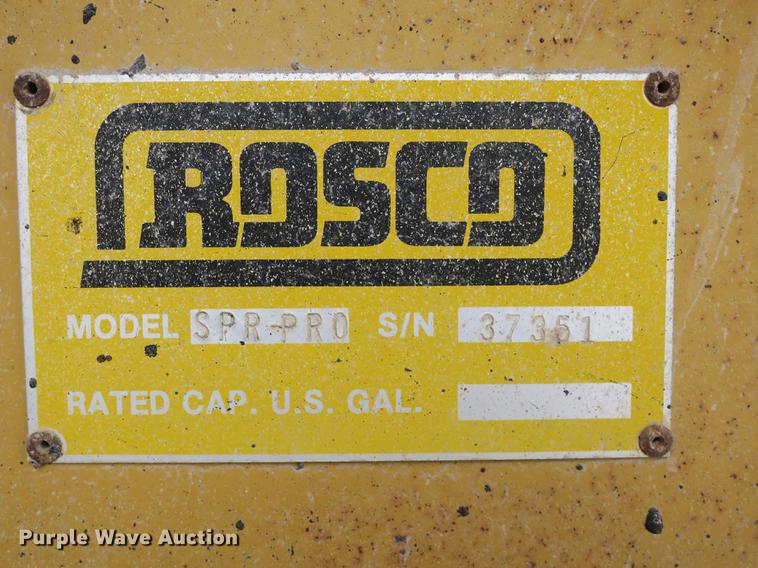 ROSCO
MODEL SPR-PRO S/N 37351
RATED CAP. U.S. GAL.
Purple Wave Auction